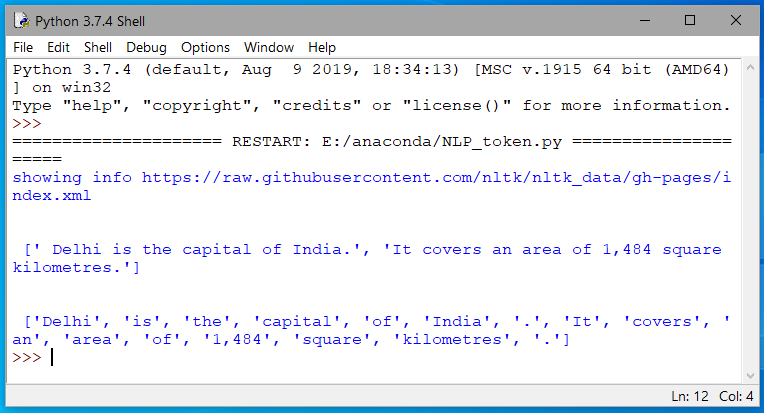 Python 3.7.4 Shell
File Edit Shell Debug Options Window Help
Python 3.7.4 (default, Aug  9 2019, 18:34:13) [MSC v.1915 64 bit (AMD64)
] on win32
Type "help", "copyright", "credits" or "license()" for more information.
>>>
===================== RESTART: E:/anaconda/NLP_token.py ================
=====
showing info https://raw.githubusercontent.com/nltk/nltk_data/gh-pages/i
ndex.xml
[' Delhi is the capital of India.', 'It covers an area of 1,484 square
kilometres.']
['Delhi', 'is', 'the', 'capital', 'of', 'India', '.', 'It', 'covers', '
an', 'area', 'of', '1,484', 'square', 'kilometres', '.']
>>>
Ln: 12 Col: 4